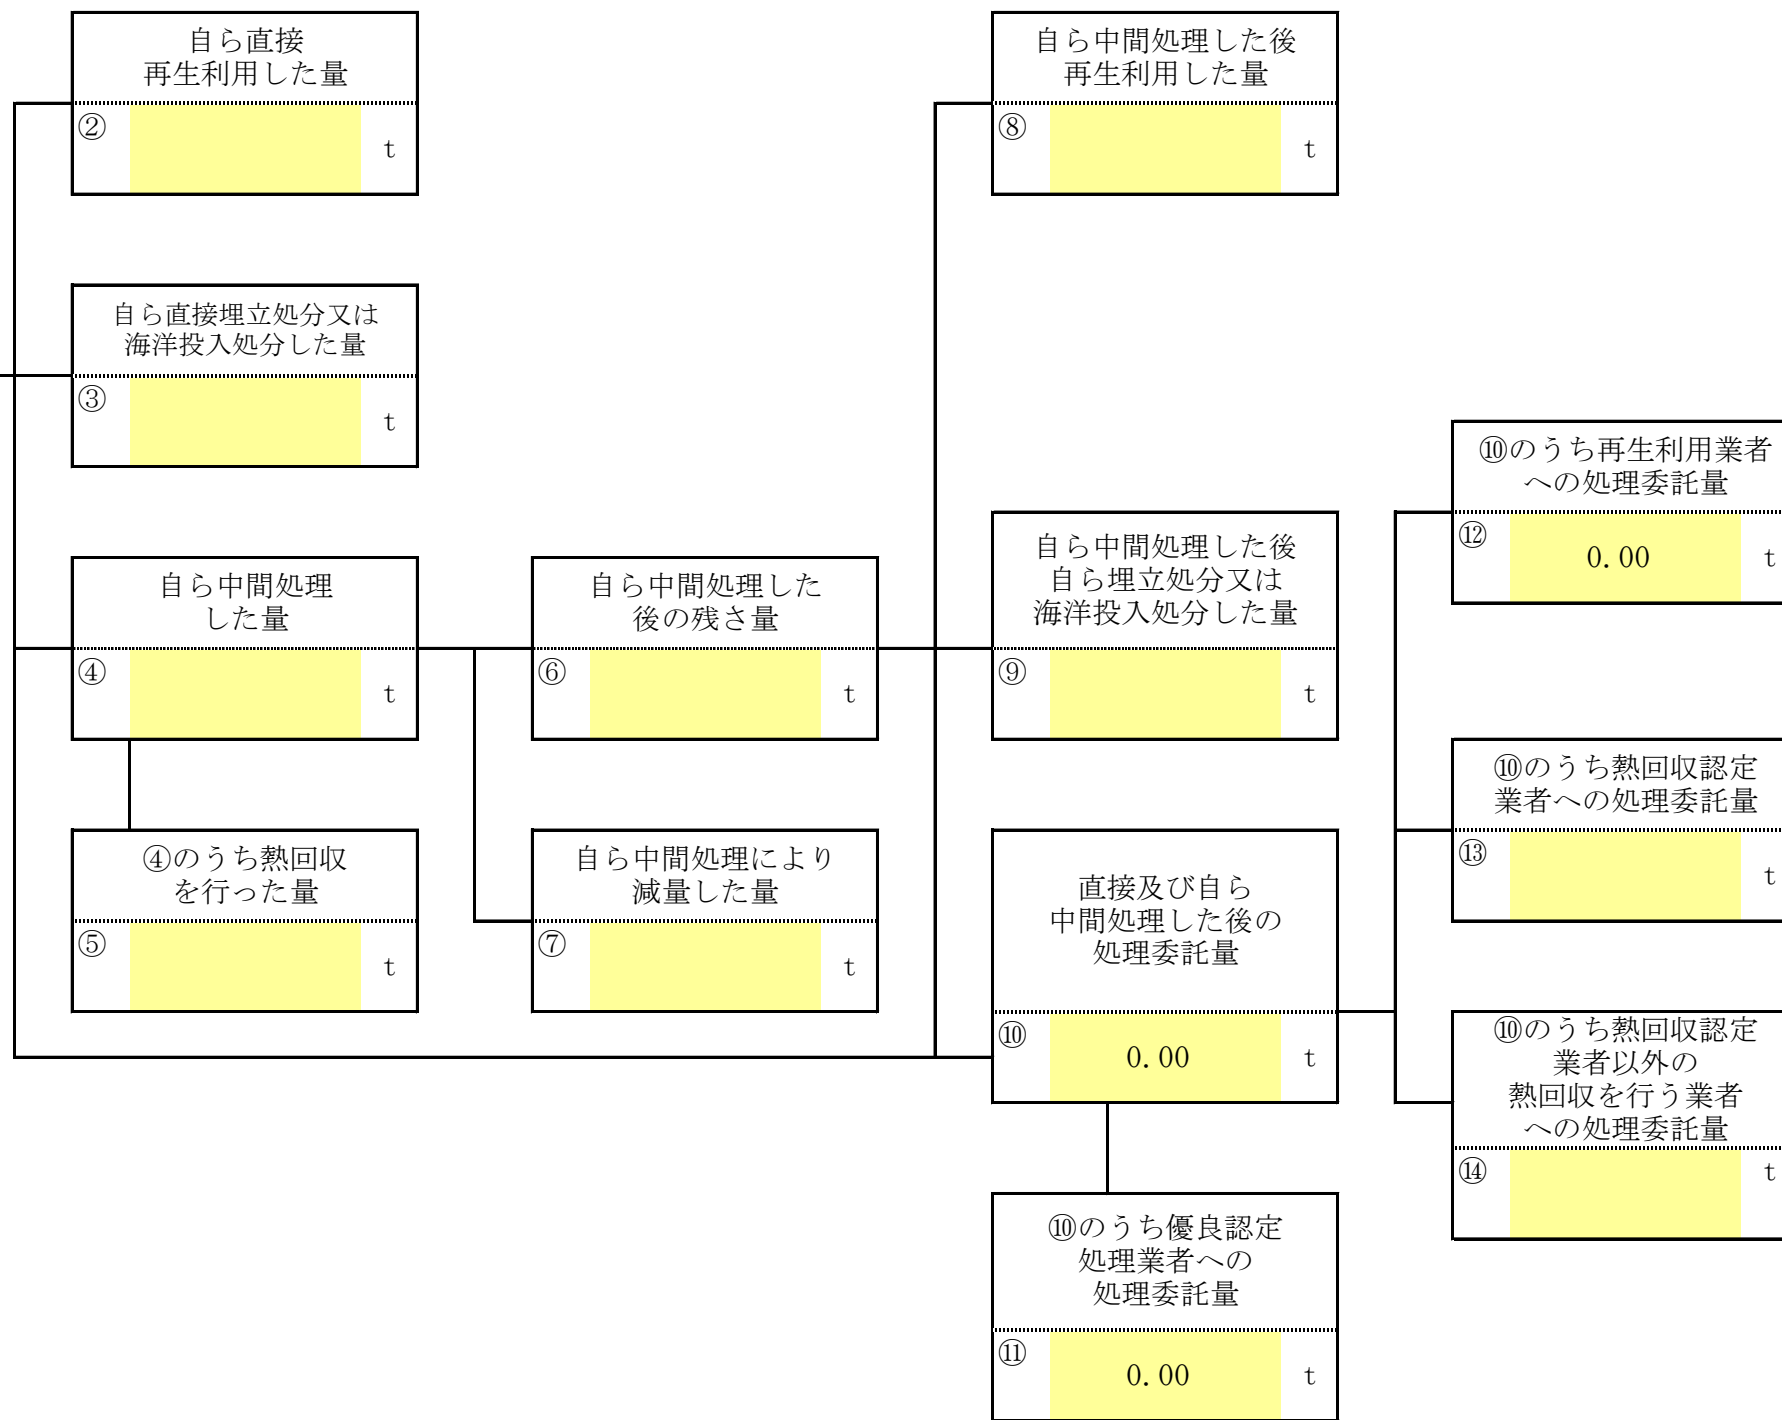 自ら直接
再生利用した量
②
t
自ら中間処理した後
再生利用した量
⑧
t
自ら直接埋立処分又は
海洋投入処分した量
③
t
⑩のうち再生利用業者
への処理委託量
⑫
0.00
t
自ら中間処理
した量
④
t
自ら中間処理した
後の残さ量
⑥
t
自ら中間処理した後
自ら埋立処分又は
海洋投入処分した量
⑨
t
⑩のうち熱回収認定
業者への処理委託量
⑬
t
④のうち熱回収
を行った量
⑤
t
自ら中間処理により
減量した量
⑦
t
直接及び自ら
中間処理した後の
処理委託量
⑩
0.00
t
⑩のうち熱回収認定
業者以外の
熱回収を行う業者
への処理委託量
⑭
t
⑩のうち優良認定
処理業者への
処理委託量
⑪
0.00
t